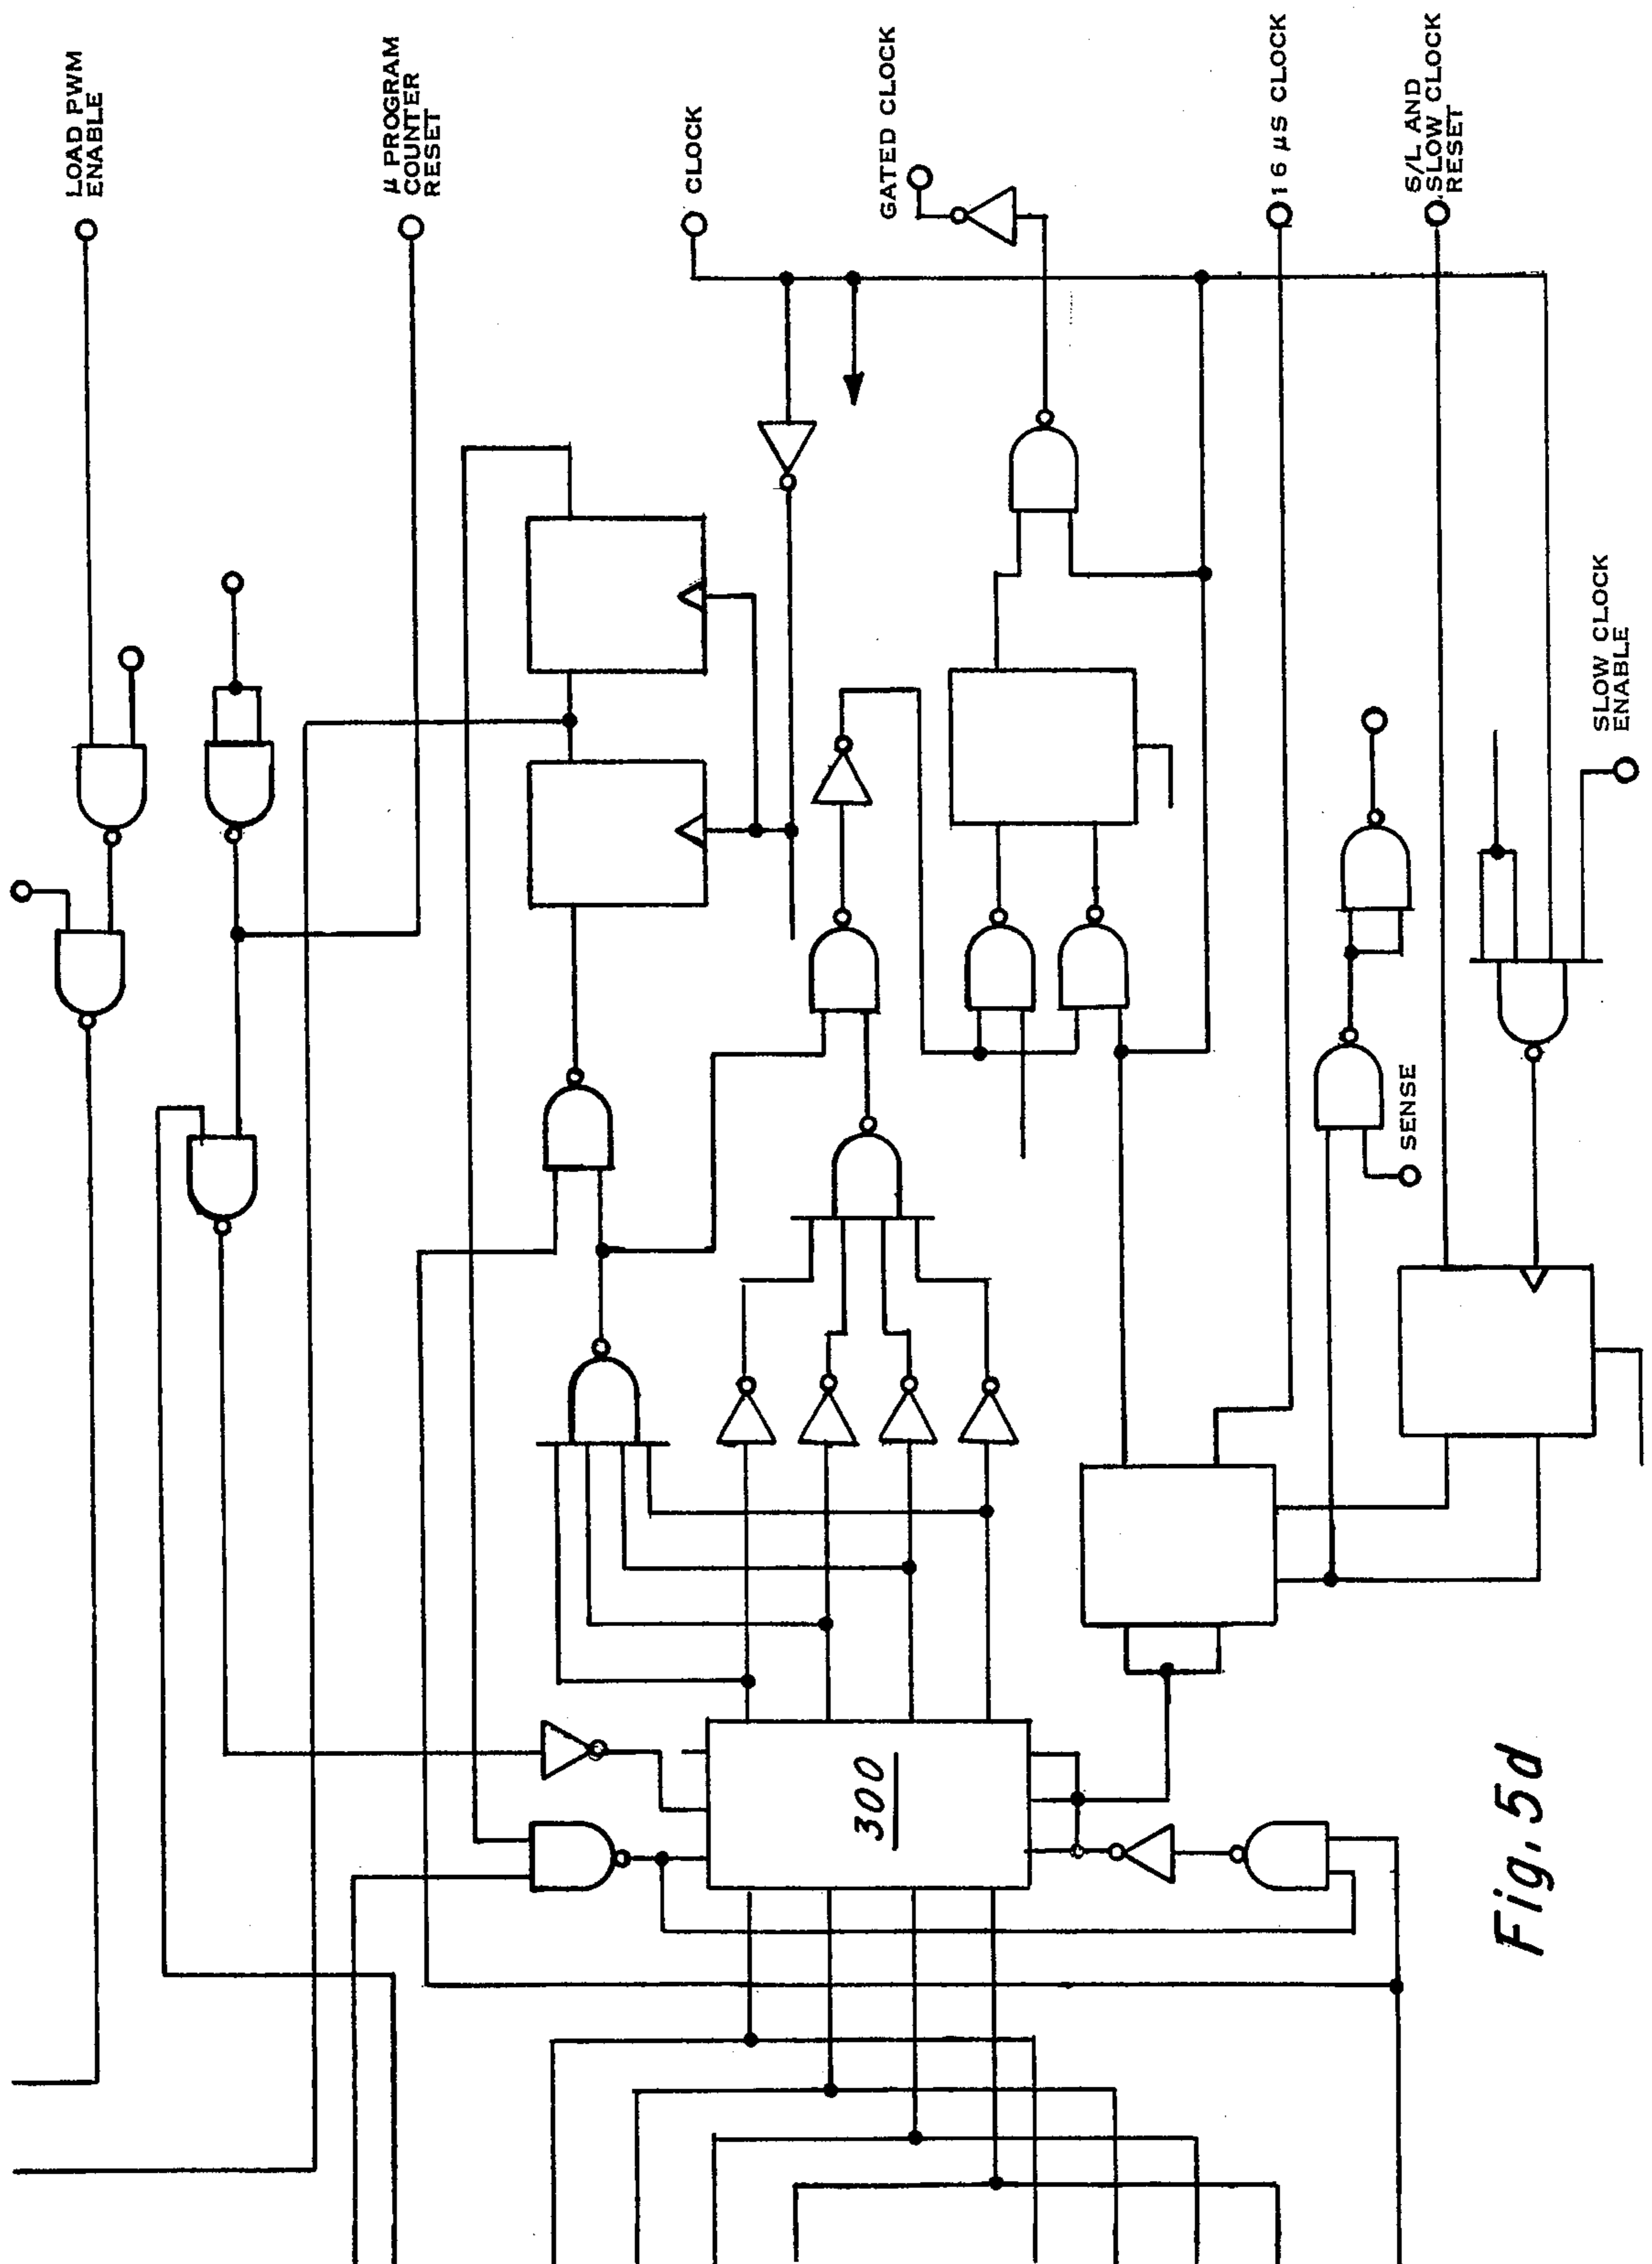 LOAD PWM
ENABLE
µ PROGRAM
COUNTER
RESET
CLOCK
GATED CLOCK
16 µS CLOCK
S/L AND
SLOW CLOCK
RESET
SLOW CLOCK
ENABLE
SENSE
300
Fig. 5d